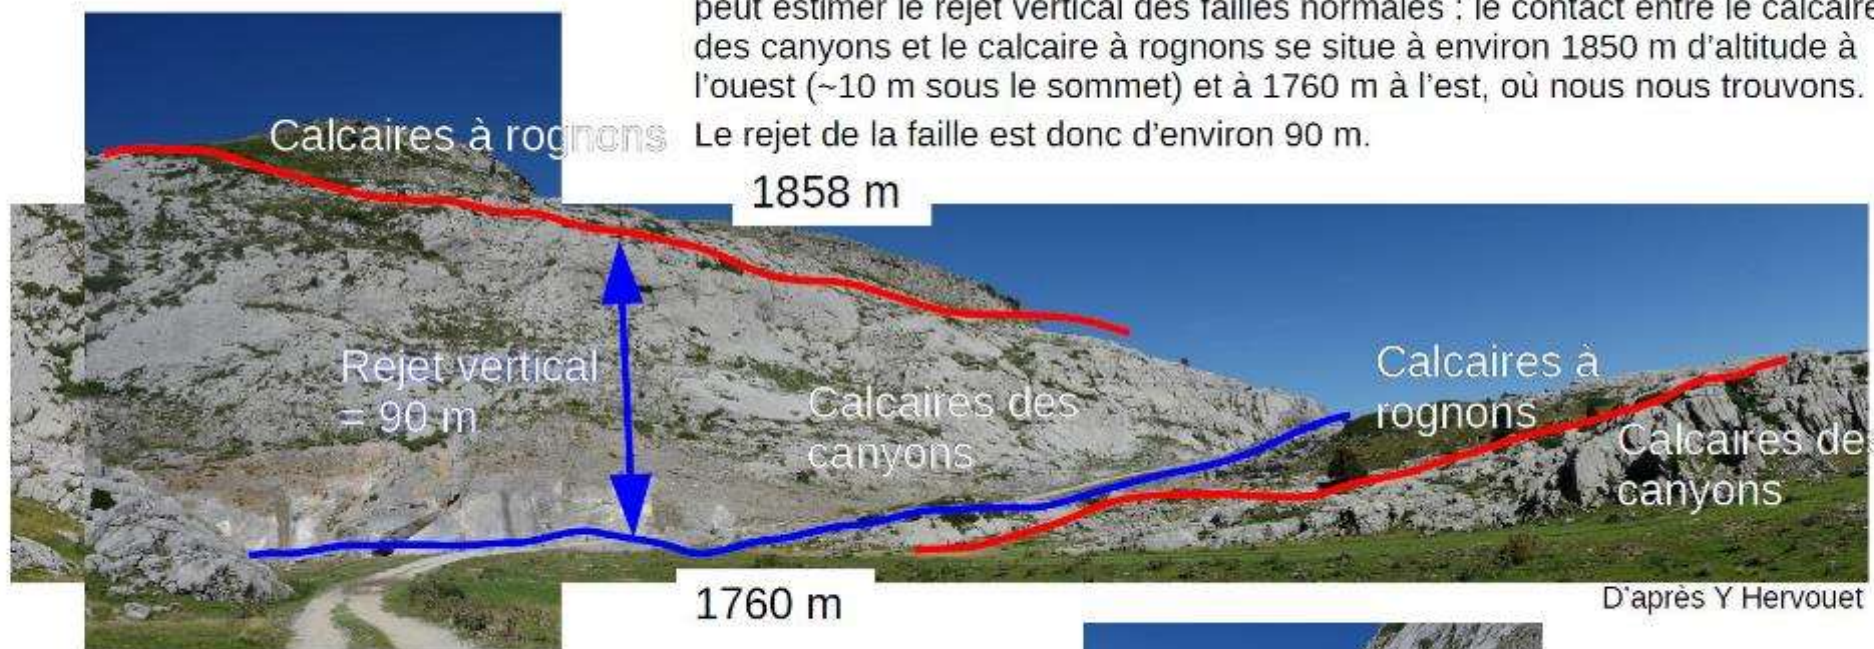 peut estimer le rejet vertical des failles normales : le contact entre le calcaire
des canyons et le calcaire à rognons se situe à environ 1850 m d'altitude à
l'ouest (~10 m sous le sommet) et à 1760 m à l'est, où nous nous trouvons.
Le rejet de la faille est donc d'environ 90 m.
Calcaires à rognons
1858 m
Rejet vertical
= 90 m
Calcaires des
canyons
Calcaires à
rognons
Calcaires de
canyons
1760 m
D'après Y Hervouet